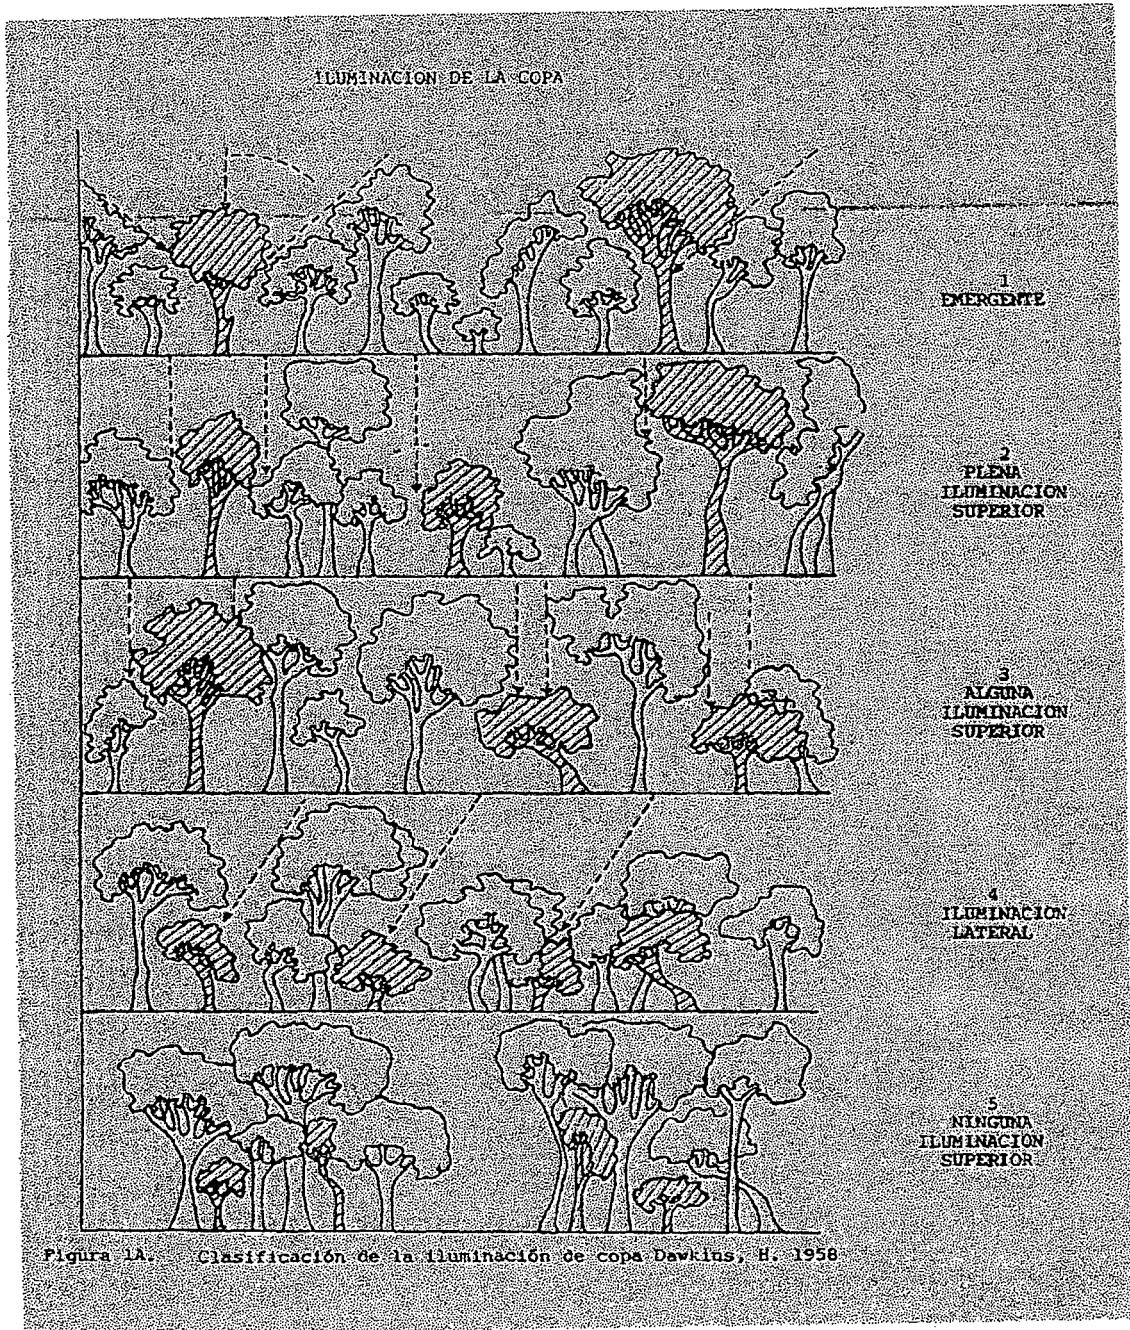 ILUMINACION DE LA COPA
1
EMERGENTE
2
PLENA
ILUMINACION
SUPERIOR
3
ALGUNA
ILUMINACION
SUPERIOR
4
ILUMINACION
LATERAL
5
NINGUNA
ILUMINACION
SUPERIOR
Figura 1A. Clasificación de la iluminación de copa Dawkins, H. 1958